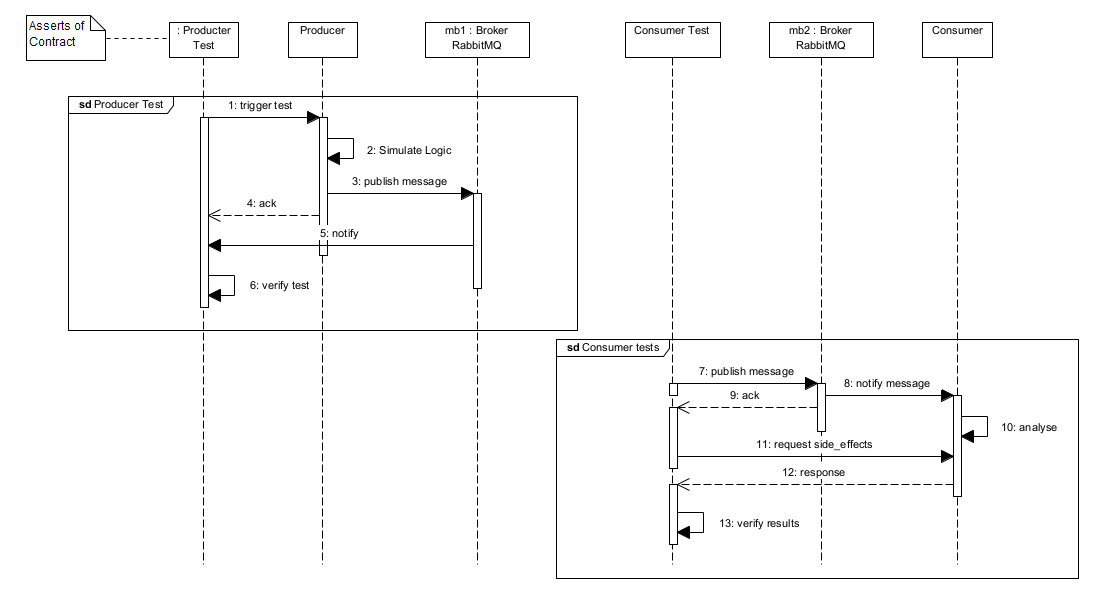 Asserts of
Contract
: Producter
Test
Producer
mb1 : Broker
RabbitMQ
Consumer Test
mb2 : Broker
RabbitMQ
Consumer
sd Producer Test
1: trigger test
2: Simulate Logic
3: publish message
4: ack
5: notify
6: verify test
sd Consumer tests
7: publish message
8: notify message
9: ack
10: analyse
11: request side_effects
12: response
13: verify results